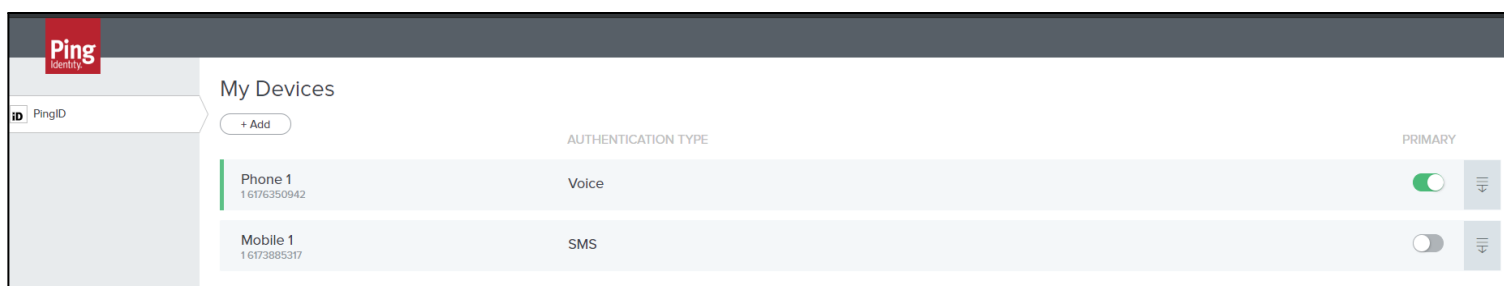 Ping
Identity.
iD PingID
My Devices
+ Add
AUTHENTICATION TYPE PRIMARY
Phone 1
1 6176350942
Voice
Mobile 1
1 6173885317
SMS